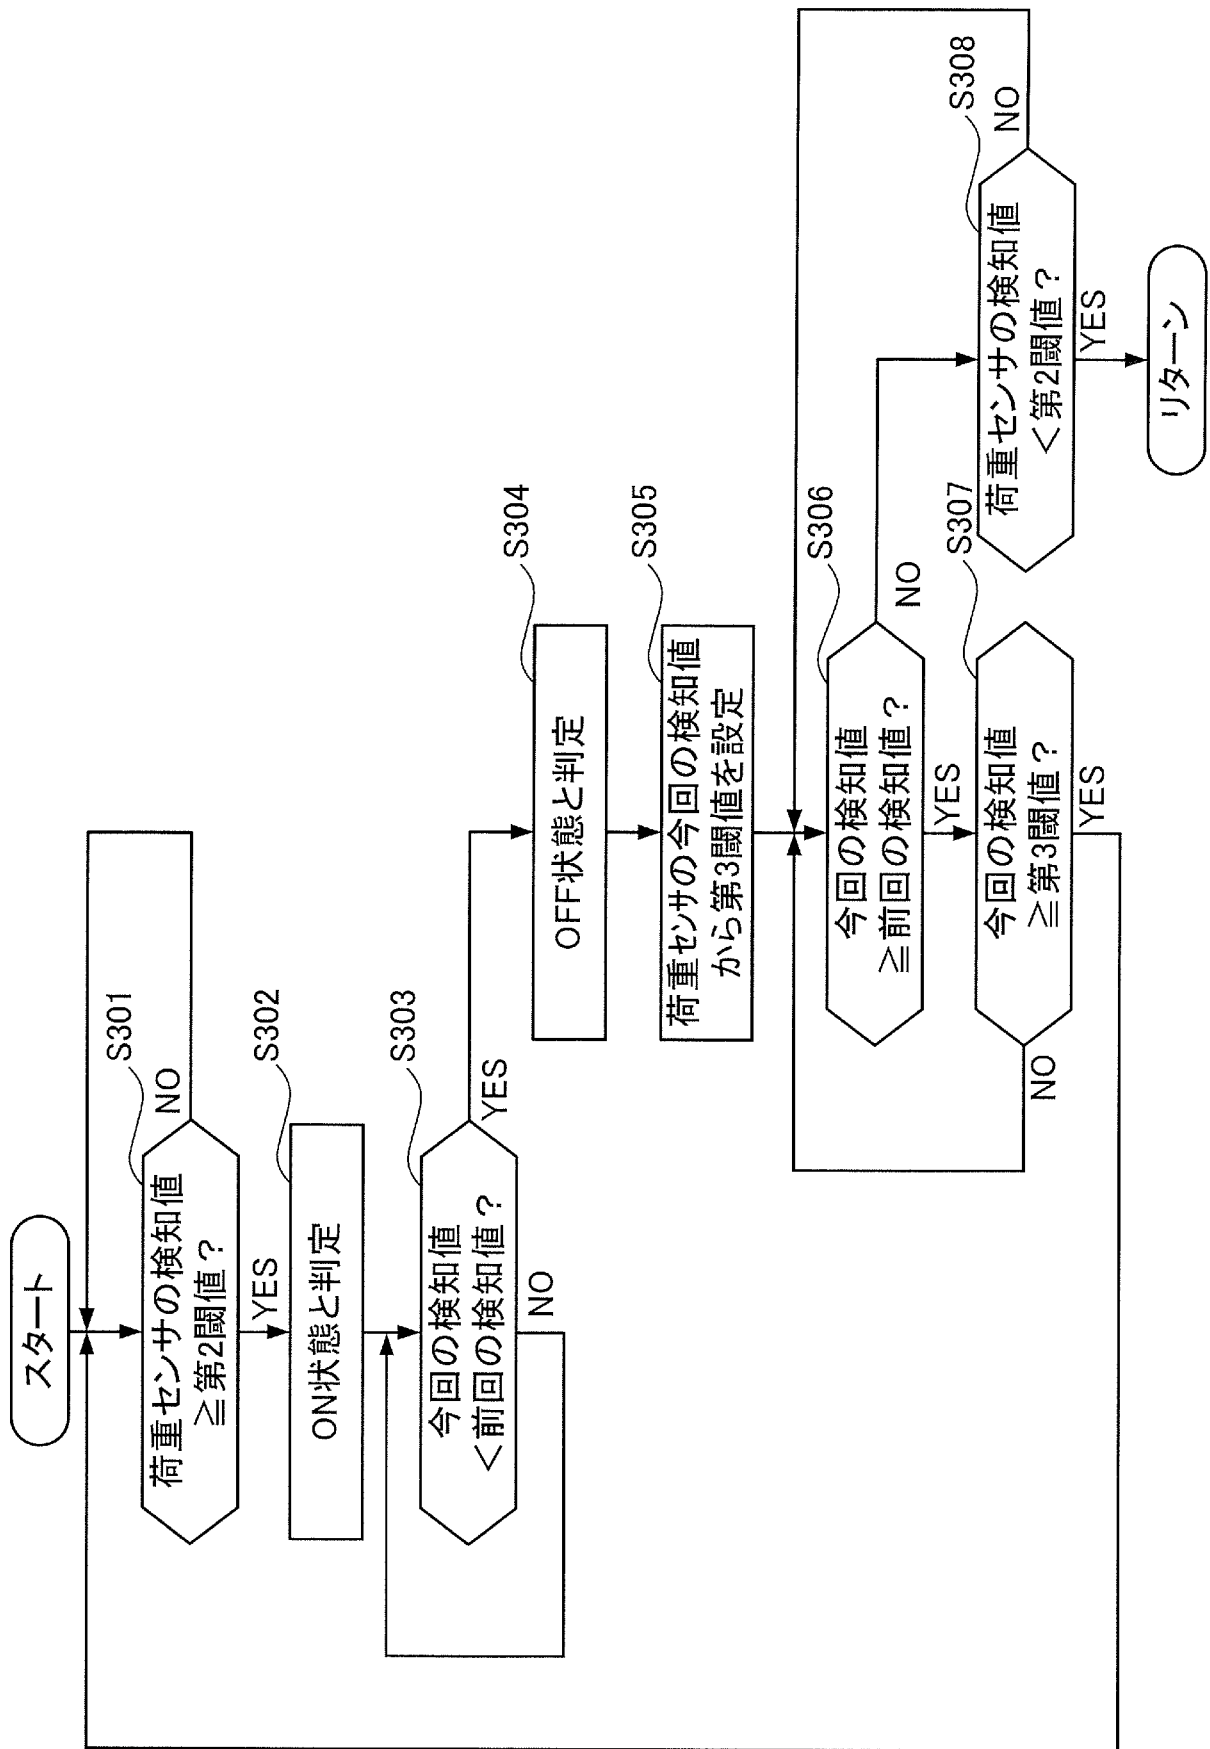 スタート
S301
荷重センサの検知値
≧第2閾値？
NO
YES
S302
ON状態と判定
S303
今回の検知値
＜前回の検知値？
NO
YES
S304
OFF状態と判定
S305
荷重センサの今回の検知値
から第3閾値を設定
S306
今回の検知値
≧前回の検知値？
NO
YES
S307
今回の検知値
≧第3閾値？
NO
YES
S308
荷重センサの検知値
＜第2閾値？
NO
YES
リターン